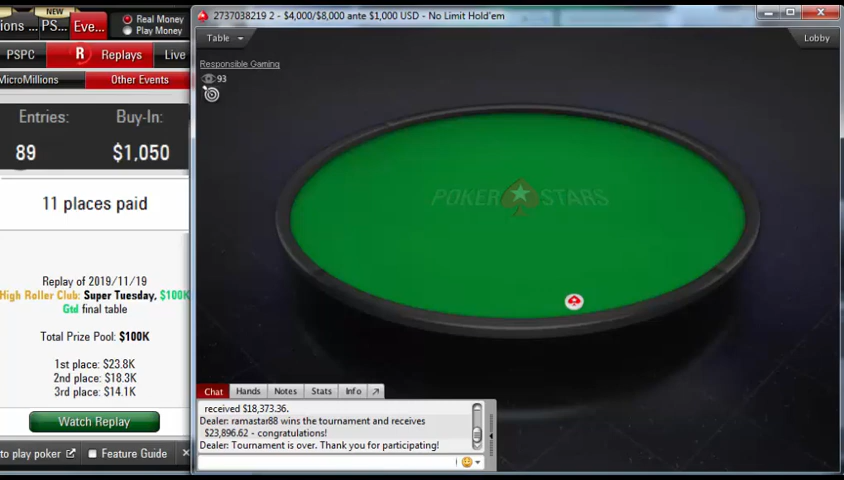 ions ...
NEW
PS...
Eve...
Real Money
Play Money
PSPC
R Replays
Live
MicroMillions
Other Events
Entries:
Buy-In:
89
$1,050
11 places paid
Replay of 2019/11/19
High Roller Club: Super Tuesday, $100K
Gtd final table
Total Prize Pool: $100K
1st place: $23.8K
2nd place: $18.3K
3rd place: $14.1K
Watch Replay
to play poker
Feature Guide
2737038219 2 - $4,000/$8,000 ante $1,000 USD - No Limit Hold'em
Table
Lobby
Responsible Gaming
93
POKER STARS
Chat
Hands
Notes
Stats
Info
received $18,373.36.
Dealer: ramastar88 wins the tournament and receives
$23,896.62 - congratulations!
Dealer: Tournament is over. Thank you for participating!